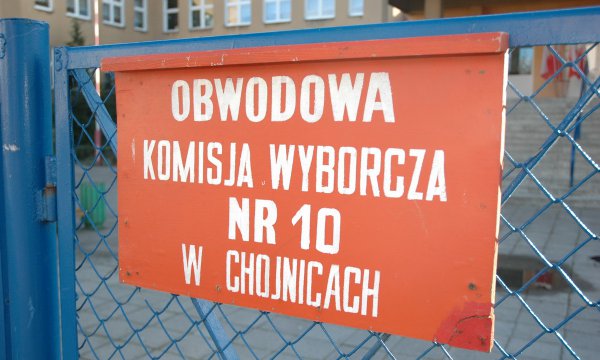 OBWODOWA
KOMISJA WYBORCZA
NR 10
W CHOJNICACH